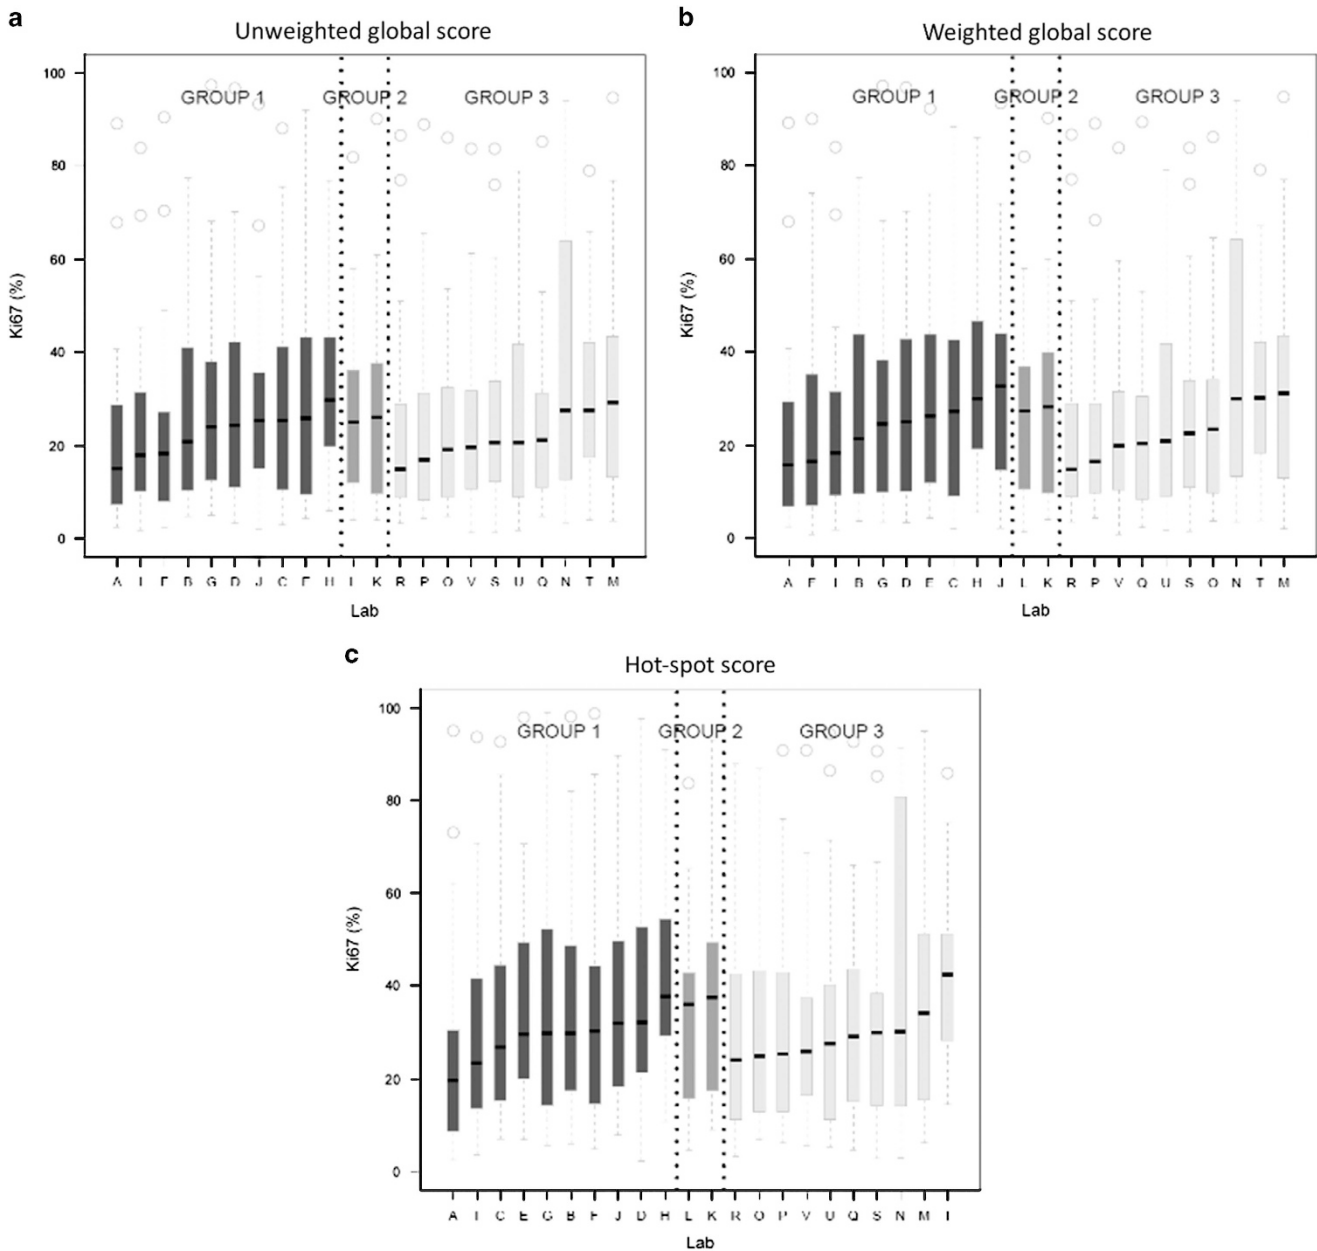 a
Unweighted global score
100
80
60
40
20
0
Ki67 (%)
GROUP 1 GROUP 2 GROUP 3
A I F B G D J C E H L K R P O V S U Q N T M
Lab
b
Weighted global score
100
80
60
40
20
0
Ki67 (%)
GROUP 1 GROUP 2 GROUP 3
A F I B G D E C H J L K R P V Q U S O N T M
Lab
c
Hot-spot score
100
80
60
40
20
0
Ki67 (%)
GROUP 1 GROUP 2 GROUP 3
A I C E G B F J D H L K R O P V U Q S N M T
Lab